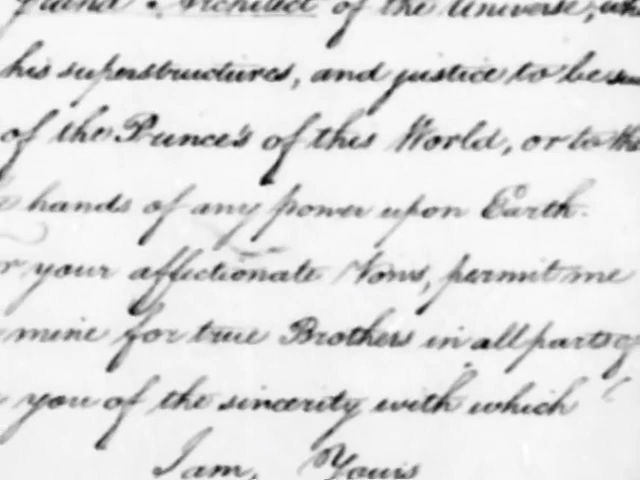 Grand Architect of the Universe, 
his superstructures, and justice to be
of the Prince's of this World, or to the
hands of any power upon Earth.
your affectionate Vows, permit me
mine for true Brothers in all parts of
you of the sincerity with which
I am, Yours